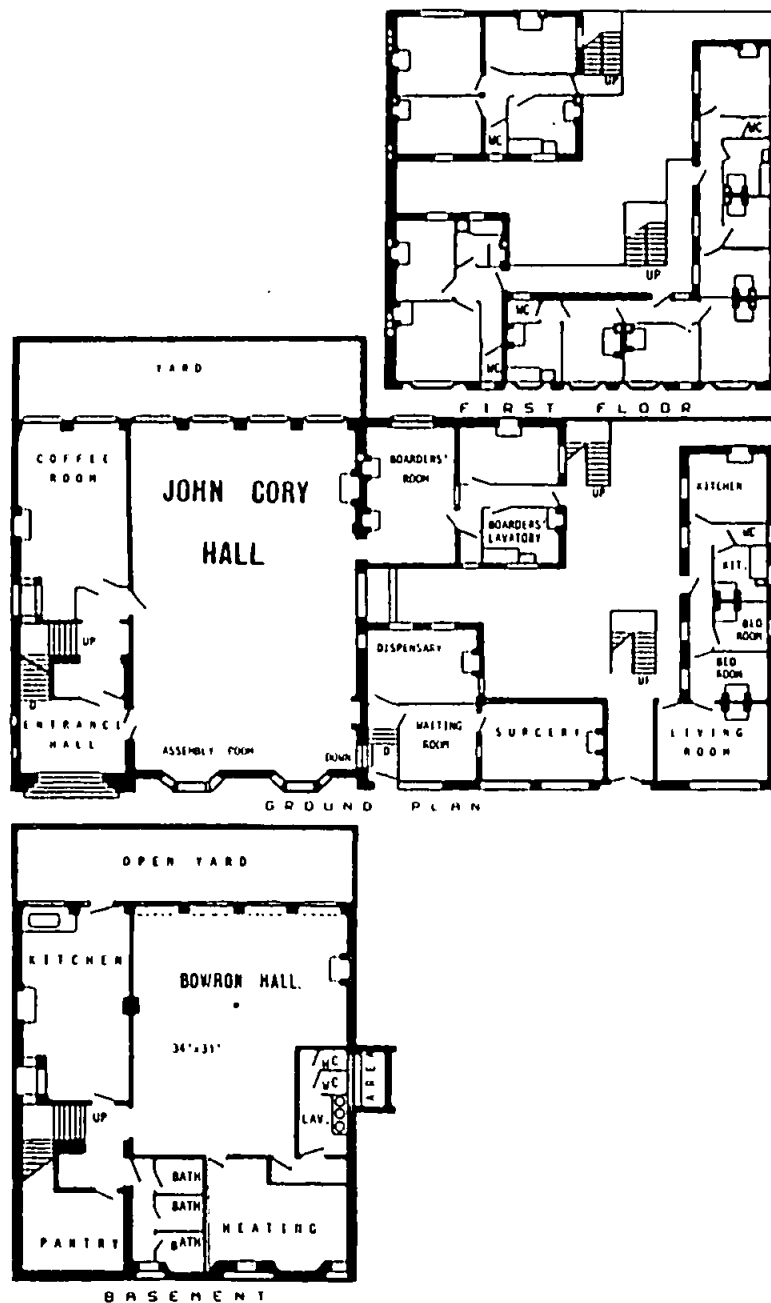 UP
WC
WC
UP
WC
WC
FIRST FLOOR
YARD
COFFEE
ROOM
JOHN CORY
HALL
BOARDERS'
ROOM
BOARDERS'
LAVATORY
UP
KITCHEN
WC
KIT.
BED
ROOM
BED
ROOM
UP
DISPENSARY
UP
D
ENTRANCE
HALL
ASSEMBLY ROOM
DOWN
D
WAITING
ROOM
SURGERY
LIVING
ROOM
GROUND PLAN
OPEN YARD
KITCHEN
BOWRON HALL.
34'x31'
WC
WC
AREA
LAV.
UP
BATH
BATH
BATH
HEATING
PANTRY
BASEMENT